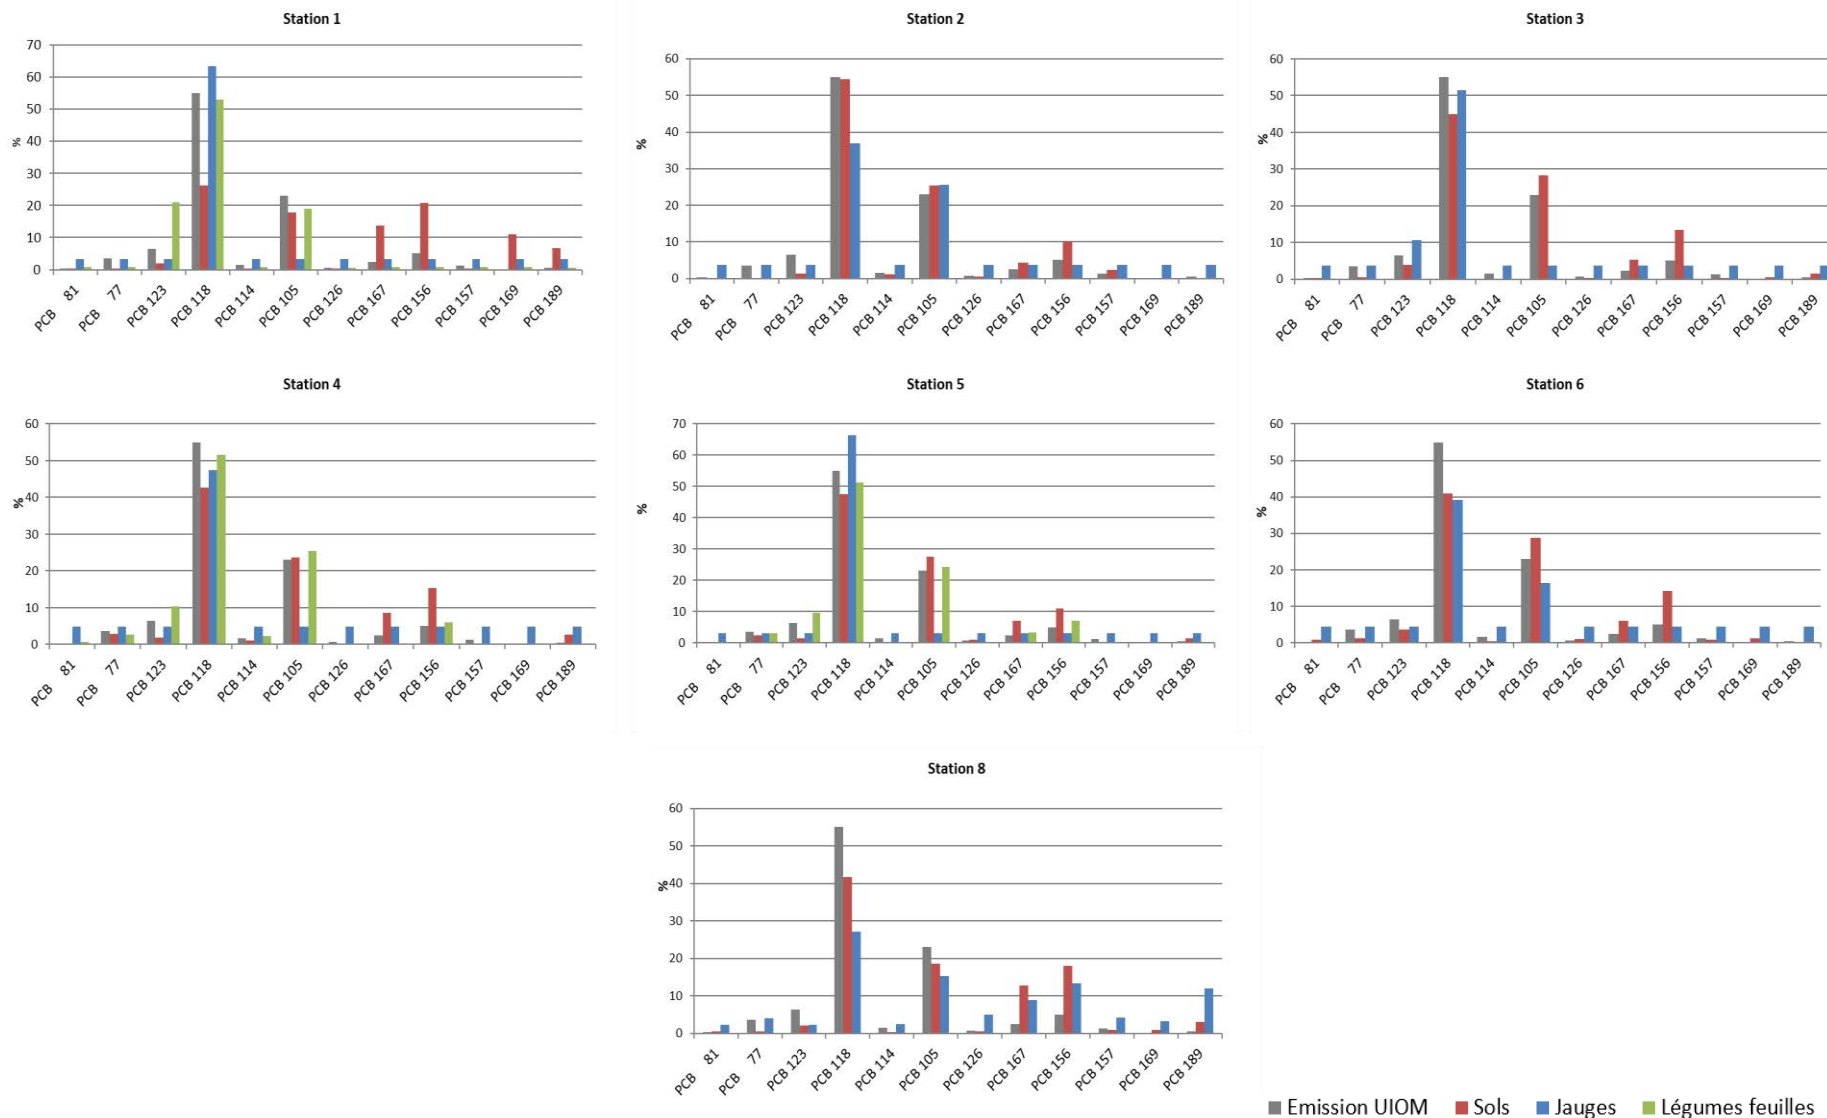 Station 1
70
60
50
40
30
20
10
0
%
PCB 81
PCB 77
PCB 123
PCB 118
PCB 114
PCB 105
PCB 126
PCB 167
PCB 156
PCB 157
PCB 169
PCB 189
Station 2
60
50
40
30
20
10
0
%
PCB 81
PCB 77
PCB 123
PCB 118
PCB 114
PCB 105
PCB 126
PCB 167
PCB 156
PCB 157
PCB 169
PCB 189
Station 3
60
50
40
30
20
10
0
%
PCB 81
PCB 77
PCB 123
PCB 118
PCB 114
PCB 105
PCB 126
PCB 167
PCB 156
PCB 157
PCB 169
PCB 189
Station 4
60
50
40
30
20
10
0
%
PCB 81
PCB 77
PCB 123
PCB 118
PCB 114
PCB 105
PCB 126
PCB 167
PCB 156
PCB 157
PCB 169
PCB 189
Station 5
70
60
50
40
30
20
10
0
%
PCB 81
PCB 77
PCB 123
PCB 118
PCB 114
PCB 105
PCB 126
PCB 167
PCB 156
PCB 157
PCB 169
PCB 189
Station 6
60
50
40
30
20
10
0
%
PCB 81
PCB 77
PCB 123
PCB 118
PCB 114
PCB 105
PCB 126
PCB 167
PCB 156
PCB 157
PCB 169
PCB 189
Station 8
60
50
40
30
20
10
0
%
PCB 81
PCB 77
PCB 123
PCB 118
PCB 114
PCB 105
PCB 126
PCB 167
PCB 156
PCB 157
PCB 169
PCB 189
Emission UIOM Sols Jauges Légumes feuilles